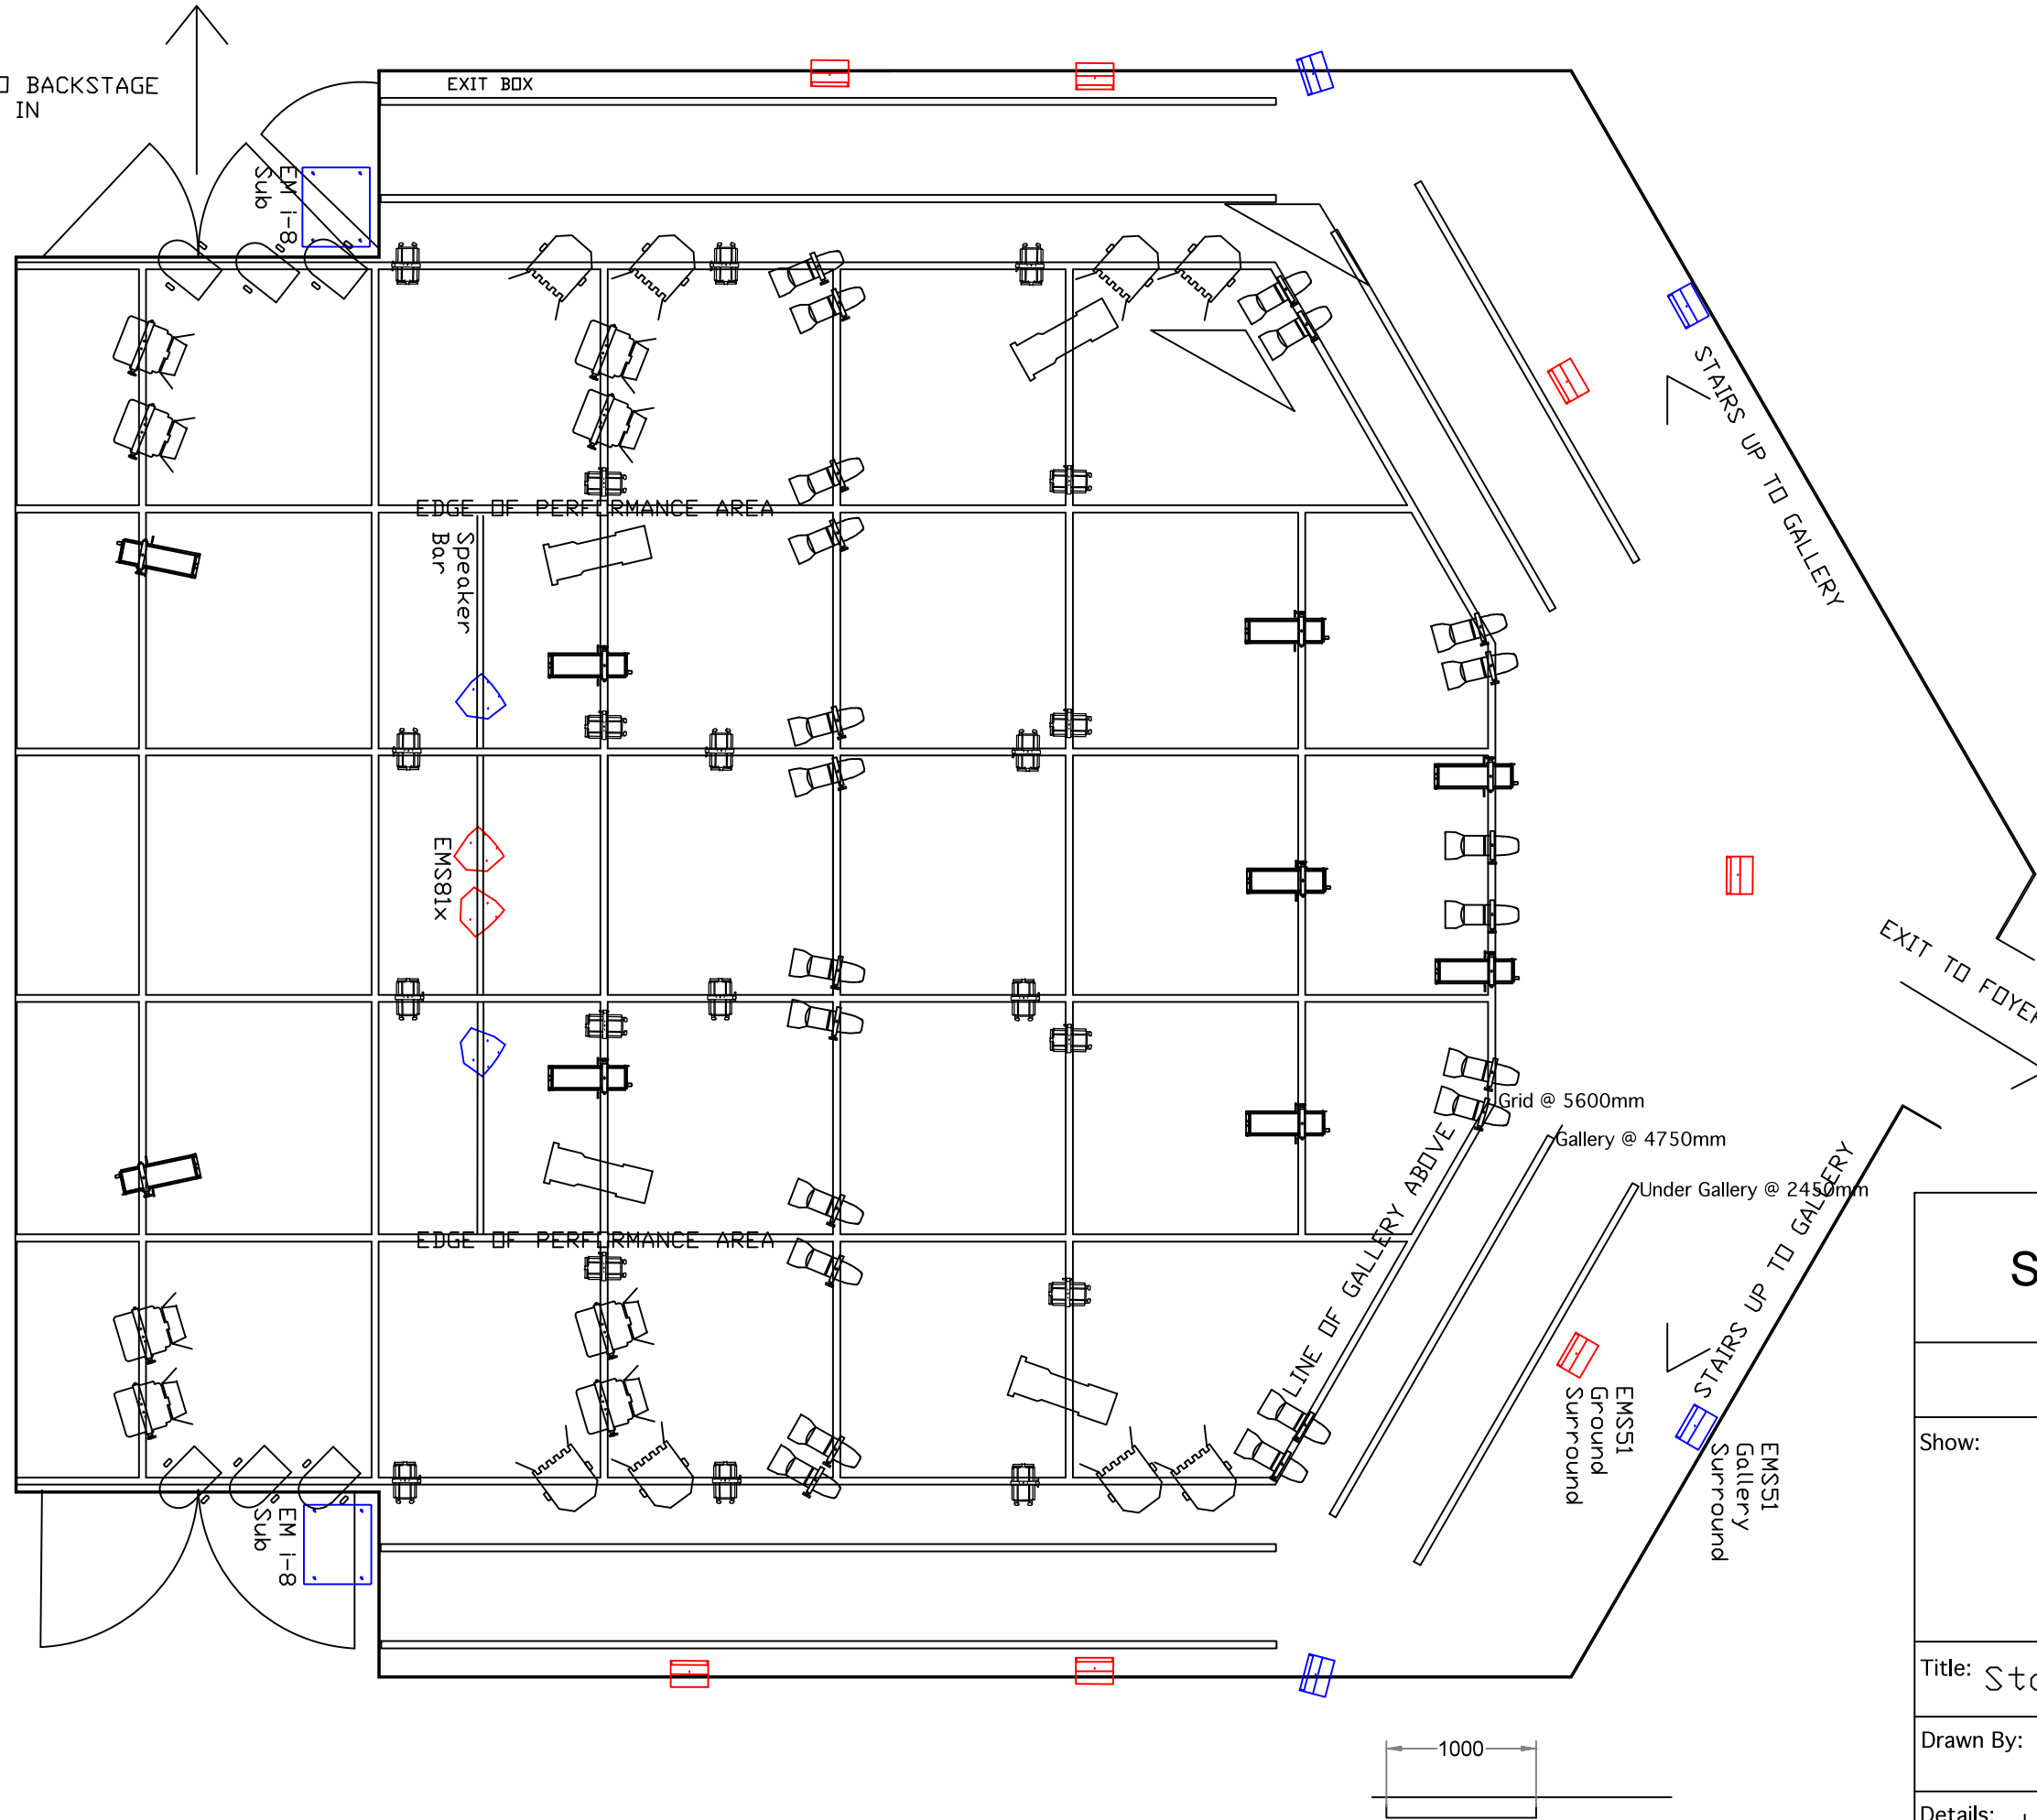 BACKSTAGE
IN
EXIT BOX
EM i-8
Sub
STAIRS UP TO GALLERY
EDGE OF PERFORMANCE AREA
Speaker
Bar
EMS81x
EXIT TO FOYER
Grid @ 5600mm
Gallery @ 4750mm
Under Gallery @ 2450mm
LINE OF GALLERY ABOVE
STAIRS UP TO GALLERY
EDGE OF PERFORMANCE AREA
EMS51
Ground
Surround
EMS51
Gallery
Surround
EM i-8
Sub
Show:
Title:
Drawn By:
Details:
1000